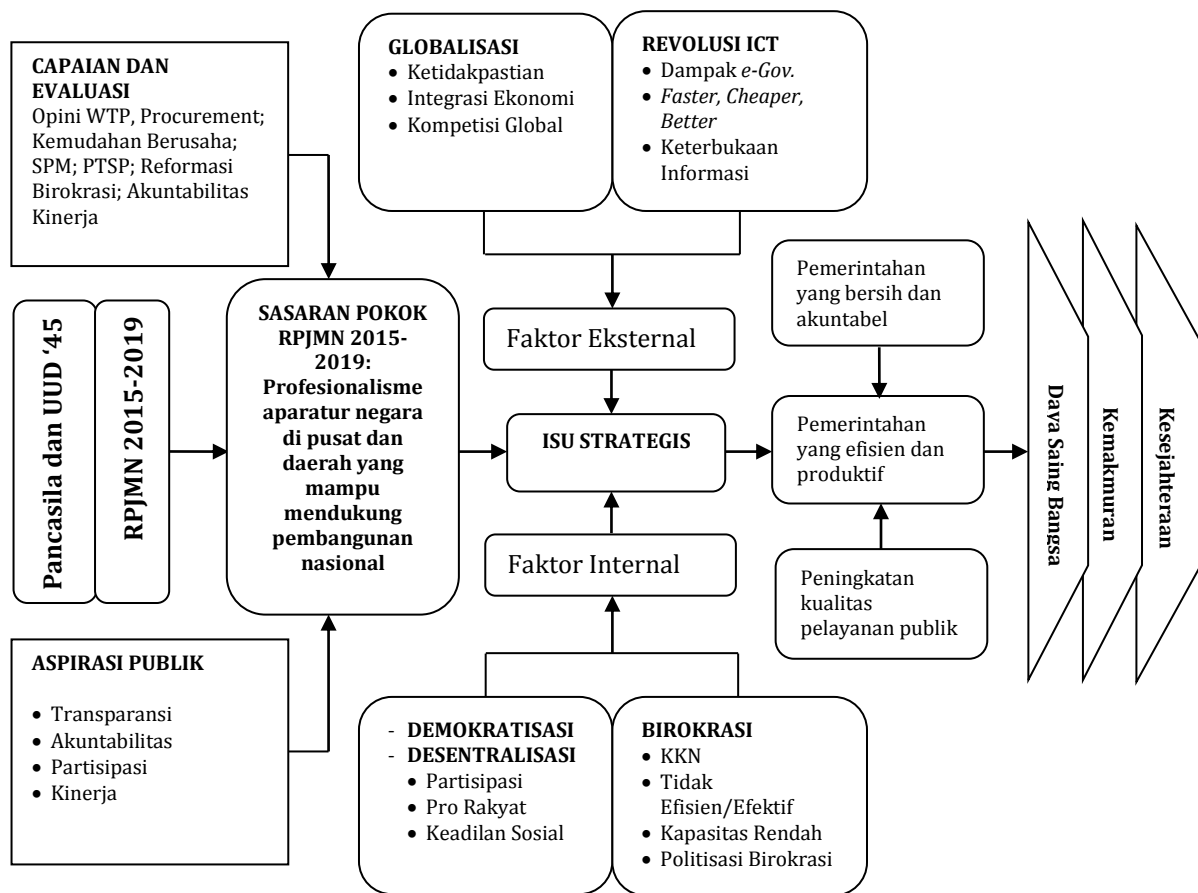 CAPAIAN DAN
EVALUASI
Opini WTP, Procurement;
Kemudahan Berusaha;
SPM; PTSP; Reformasi
Birokrasi; Akuntabilitas
Kinerja
GLOBALISASI
• Ketidakpastian
• Integrasi Ekonomi
• Kompetisi Global
REVOLUSI ICT
• Dampak e-Gov.
• Faster, Cheaper,
Better
• Keterbukaan
Informasi
Pancasila dan UUD ‘45
RPJMN 2015-2019
SASARAN POKOK
RPJMN 2015-
2019:
Profesionalisme
aparatur negara
di pusat dan
daerah yang
mampu
mendukung
pembangunan
nasional
Faktor Eksternal
ISU STRATEGIS
Faktor Internal
Pemerintahan
yang bersih dan
akuntabel
Pemerintahan
yang efisien dan
produktif
Peningkatan
kualitas
pelayanan publik
Daya Saing Bangsa
Kemakmuran
Kesejahteraan
ASPIRASI PUBLIK
• Transparansi
• Akuntabilitas
• Partisipasi
• Kinerja
- DEMOKRATISASI
- DESENTRALISASI
• Partisipasi
• Pro Rakyat
• Keadilan Sosial
BIROKRASI
• KKN
• Tidak
Efisien/Efektif
• Kapasitas Rendah
• Politisasi Birokrasi